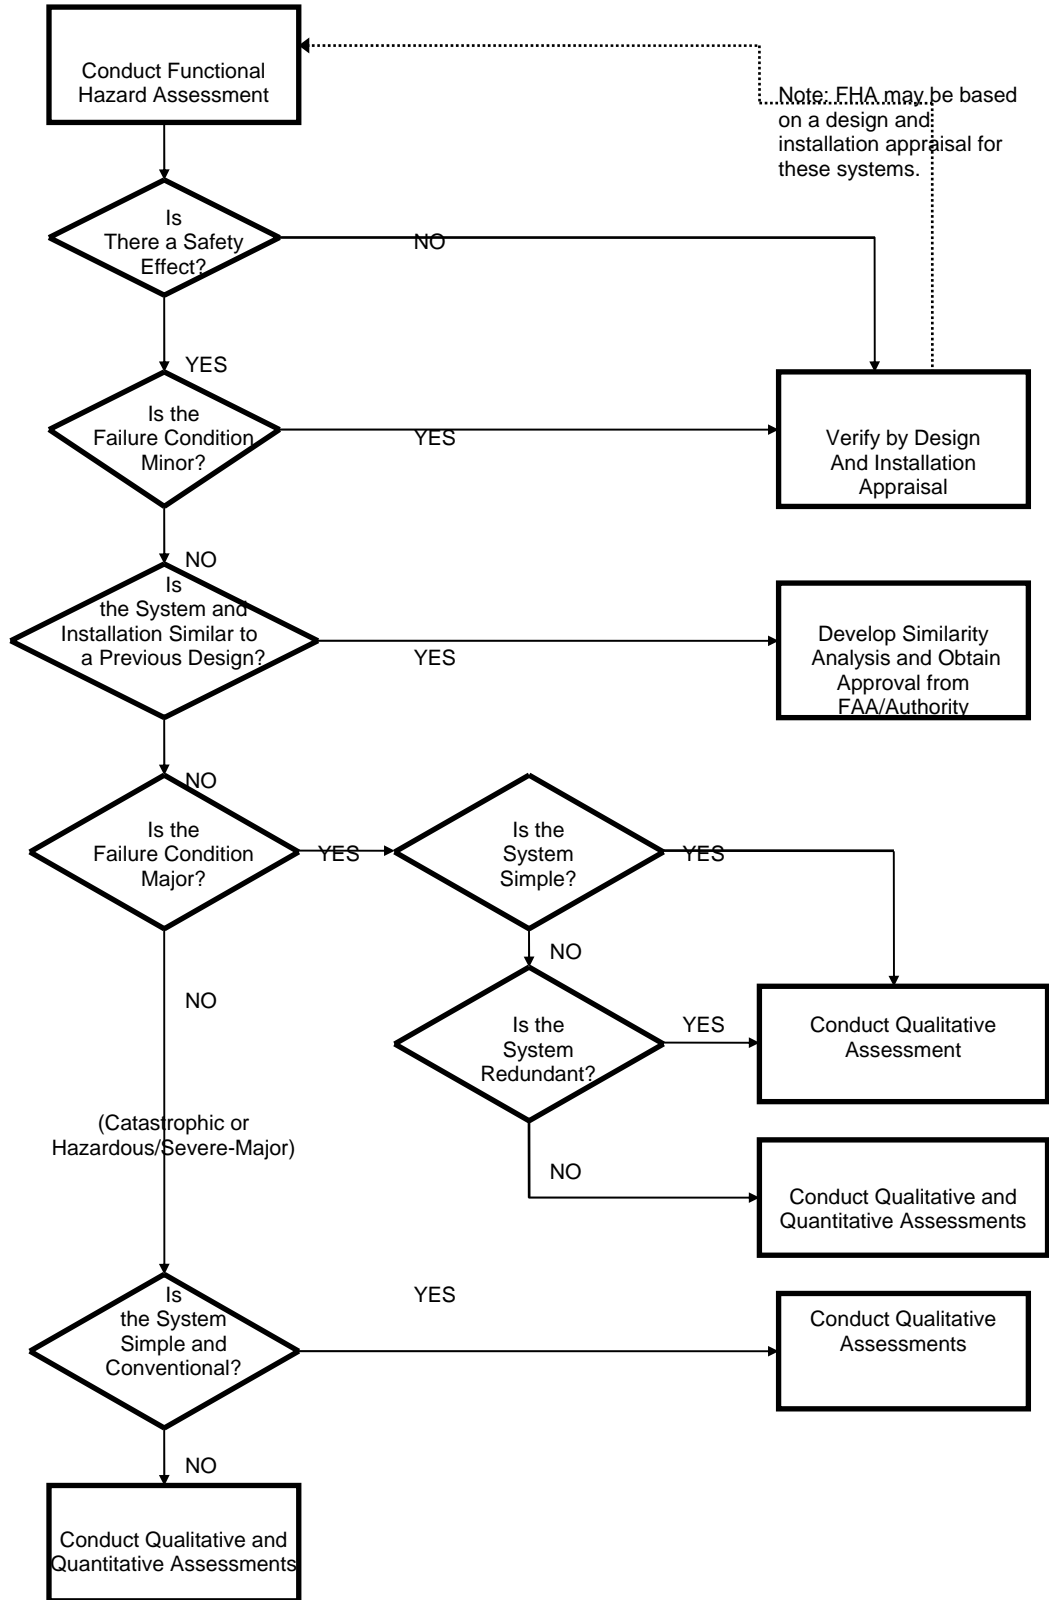 Conduct Functional
Hazard Assessment
Note: FHA may be based
on a design and
installation appraisal for
these systems.
Is
There a Safety
Effect?
NO
YES
Is the
Failure Condition
Minor?
YES
Verify by Design
And Installation
Appraisal
NO
Is
the System and
Installation Similar to
a Previous Design?
YES
Develop Similarity
Analysis and Obtain
Approval from
FAA/Authority
NO
Is the
Failure Condition
Major?
YES
Is the
System
Simple?
YES
NO
NO
Is the
System
Redundant?
YES
Conduct Qualitative
Assessment
(Catastrophic or
Hazardous/Severe-Major)
NO
Conduct Qualitative and
Quantitative Assessments
Is
the System
Simple and
Conventional?
YES
Conduct Qualitative
Assessments
NO
Conduct Qualitative and
Quantitative Assessments